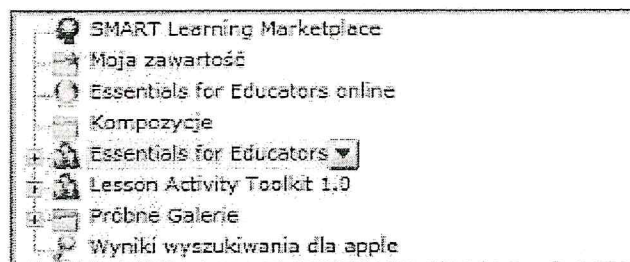 SMART Learning Marketplace
Moja zawartość
Essentials for Educators online
Kompozycje
Essentials for Educators
Lesson Activity Toolkit 1.0
Próbne Galerie
Wyniki wyszukiwania dla apple